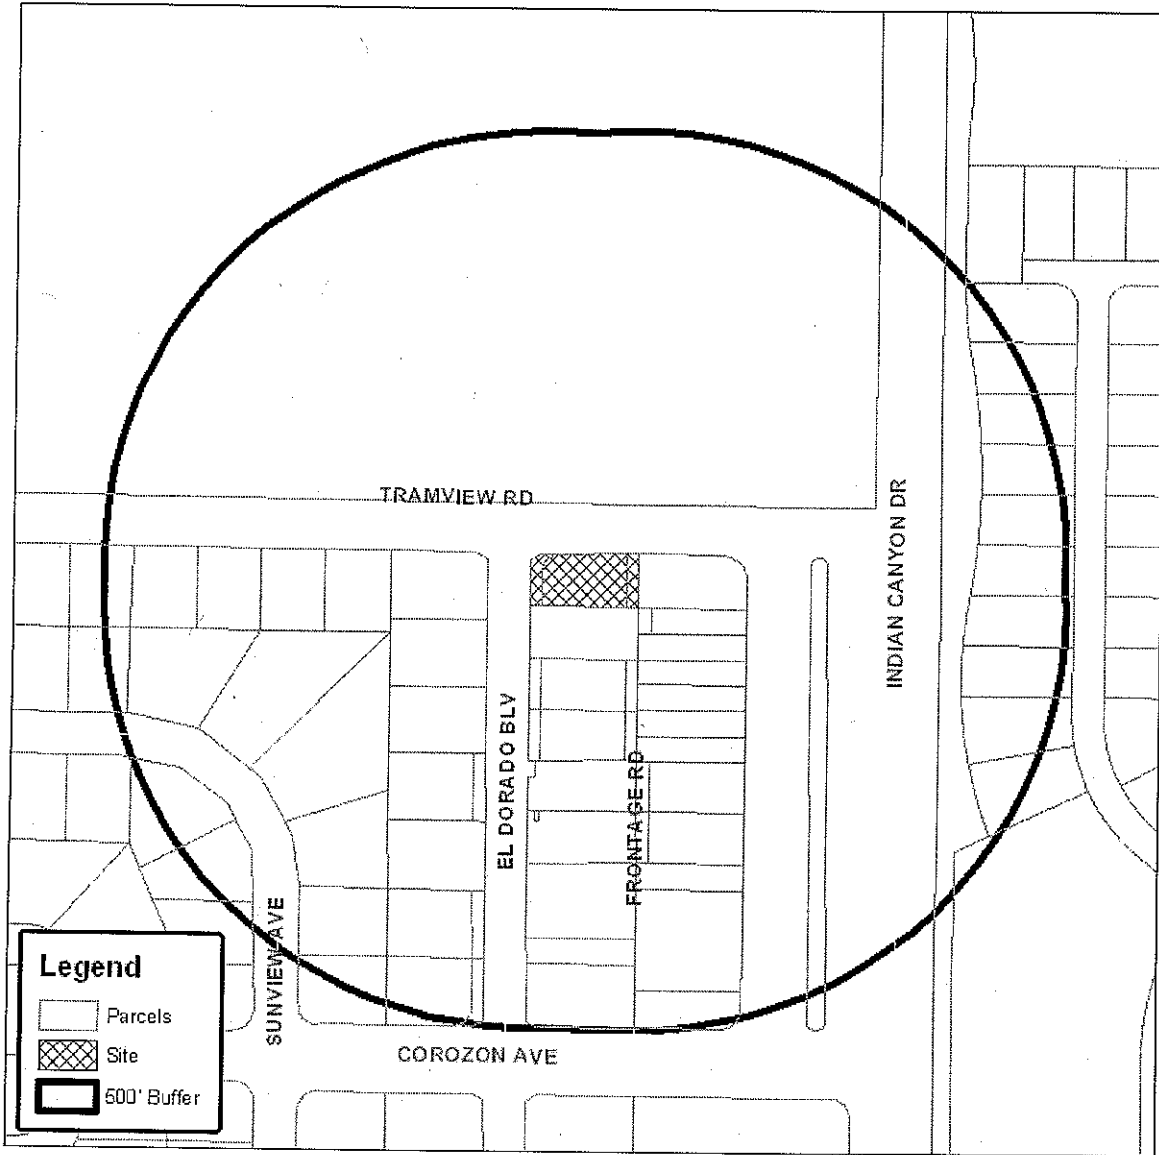 TRAMVIEW RD
INDIAN CANYON DR
EL DORADO BLV
FRONTAGE RD
SUNVIEW AVE
COROZON AVE
Legend
Parcels
Site
500' Buffer